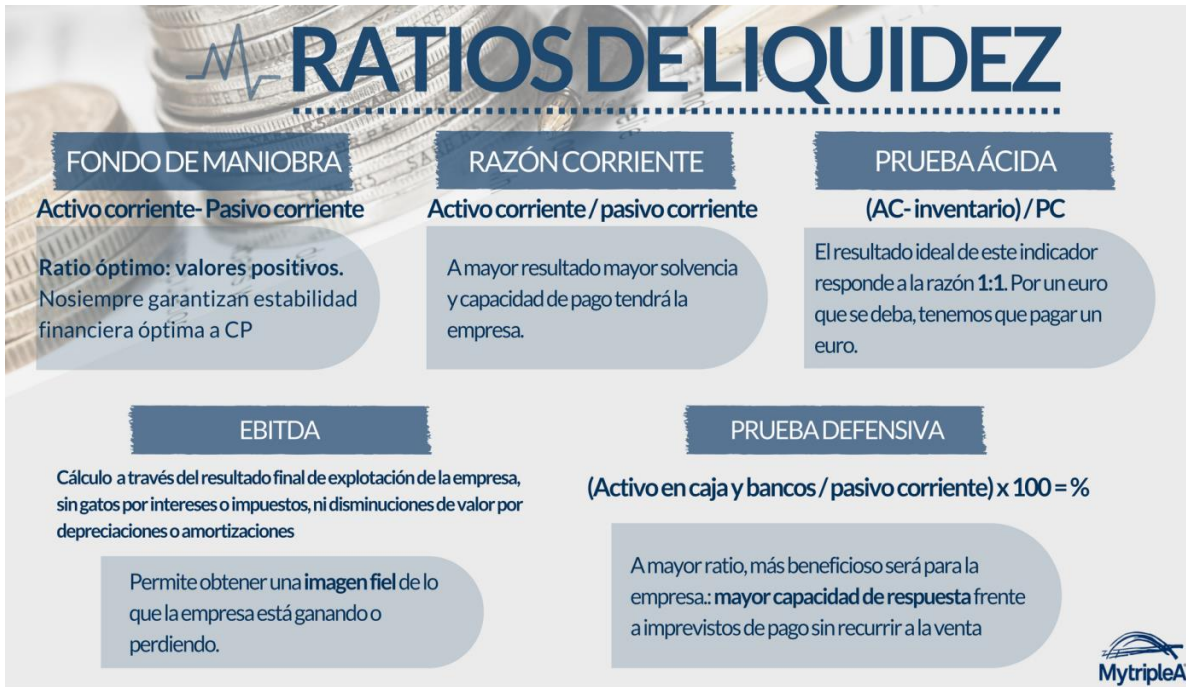 RATIOS DE LIQUIDEZ
FONDO DE MANIOBRA
Activo corriente- Pasivo corriente
Ratio óptimo: valores positivos.
Nosiempre garantizan estabilidad
financiera óptima a CP
RAZÓN CORRIENTE
Activo corriente / pasivo corriente
A mayor resultado mayor solvencia
y capacidad de pago tendrá la
empresa.
PRUEBA ÁCIDA
(AC- inventario) / PC
El resultado ideal de este indicador
responde a la razón 1:1. Por un euro
que se deba, tenemos que pagar un
euro.
EBITDA
Cálculo a través del resultado final de explotación de la empresa,
sin gatos por intereses o impuestos, ni disminuciones de valor por
depreciaciones o amortizaciones
Permite obtener una imagen fiel de lo
que la empresa está ganando o
perdiendo.
PRUEBA DEFENSIVA
(Activo en caja y bancos / pasivo corriente) x 100 = %
A mayor ratio, más beneficioso será para la
empresa.: mayor capacidad de respuesta frente
a imprevistos de pago sin recurrir a la venta
MytripleA